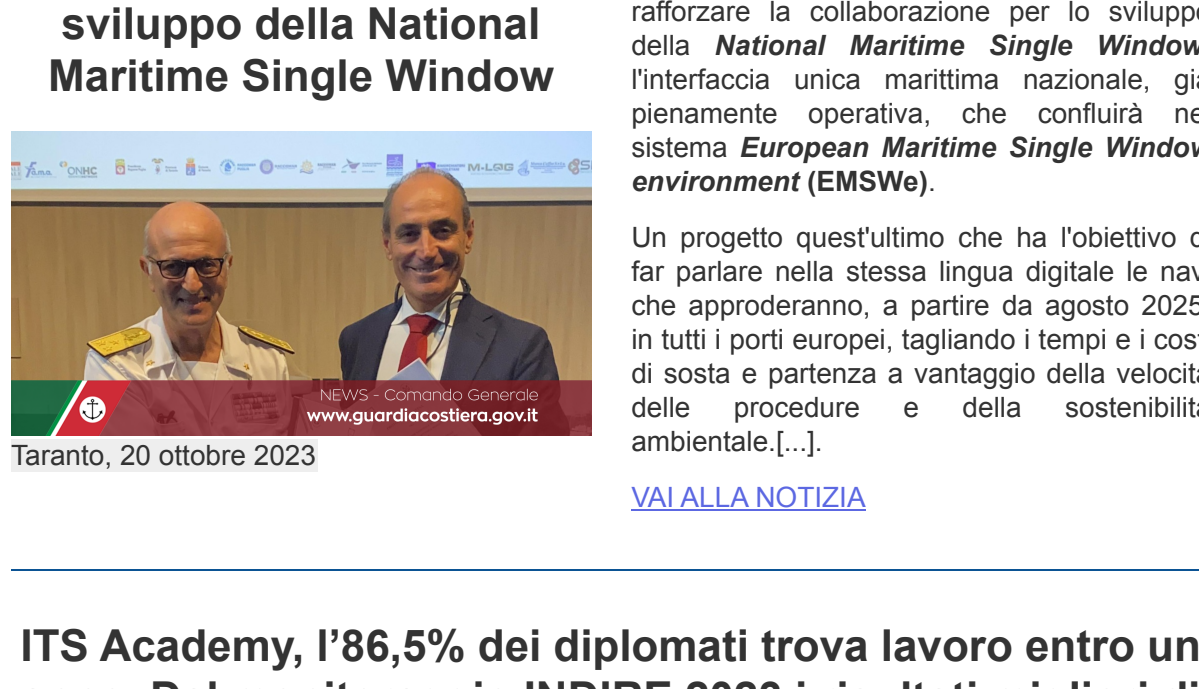 sviluppo della National
Maritime Single Window
ONHC
M•LOG
NEWS - Comando Generale
www.guardiacostiera.gov.it
Taranto, 20 ottobre 2023
rafforzare la collaborazione per lo sviluppo
della National Maritime Single Window
l'interfaccia unica marittima nazionale, già
pienamente operativa, che confluirà ne
sistema European Maritime Single Window
environment (EMSWe).
Un progetto quest'ultimo che ha l'obiettivo d
far parlare nella stessa lingua digitale le nav
che approderanno, a partire da agosto 2025,
in tutti i porti europei, tagliando i tempi e i cost
di sosta e partenza a vantaggio della velocità
delle procedure e della sostenibilità
ambientale.[...].
VAI ALLA NOTIZIA
ITS Academy, l’86,5% dei diplomati trova lavoro entro un